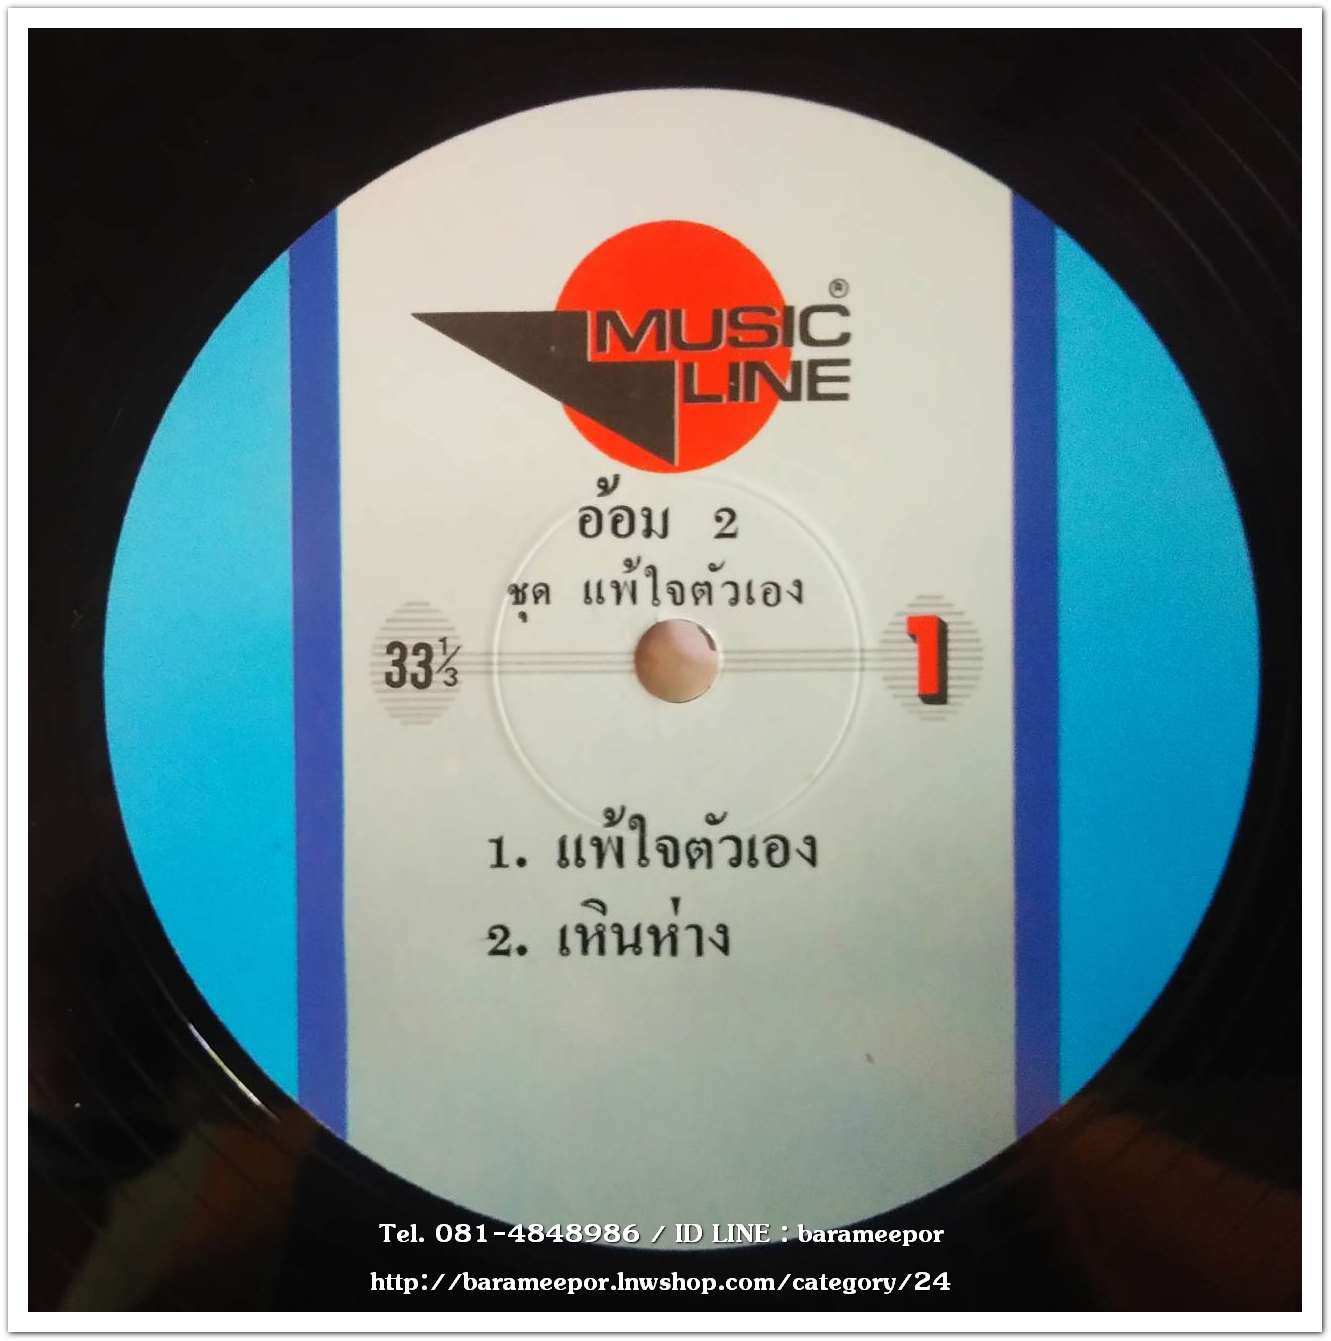 MUSIC ®
LINE
อ้อม 2
ชุด แพ้ใจตัวเอง
33⅓
1
1. แพ้ใจตัวเอง
2. เหินห่าง
Tel. 081-4848986 / ID LINE : barameepor
http://barameepor.lnwshop.com/category/24